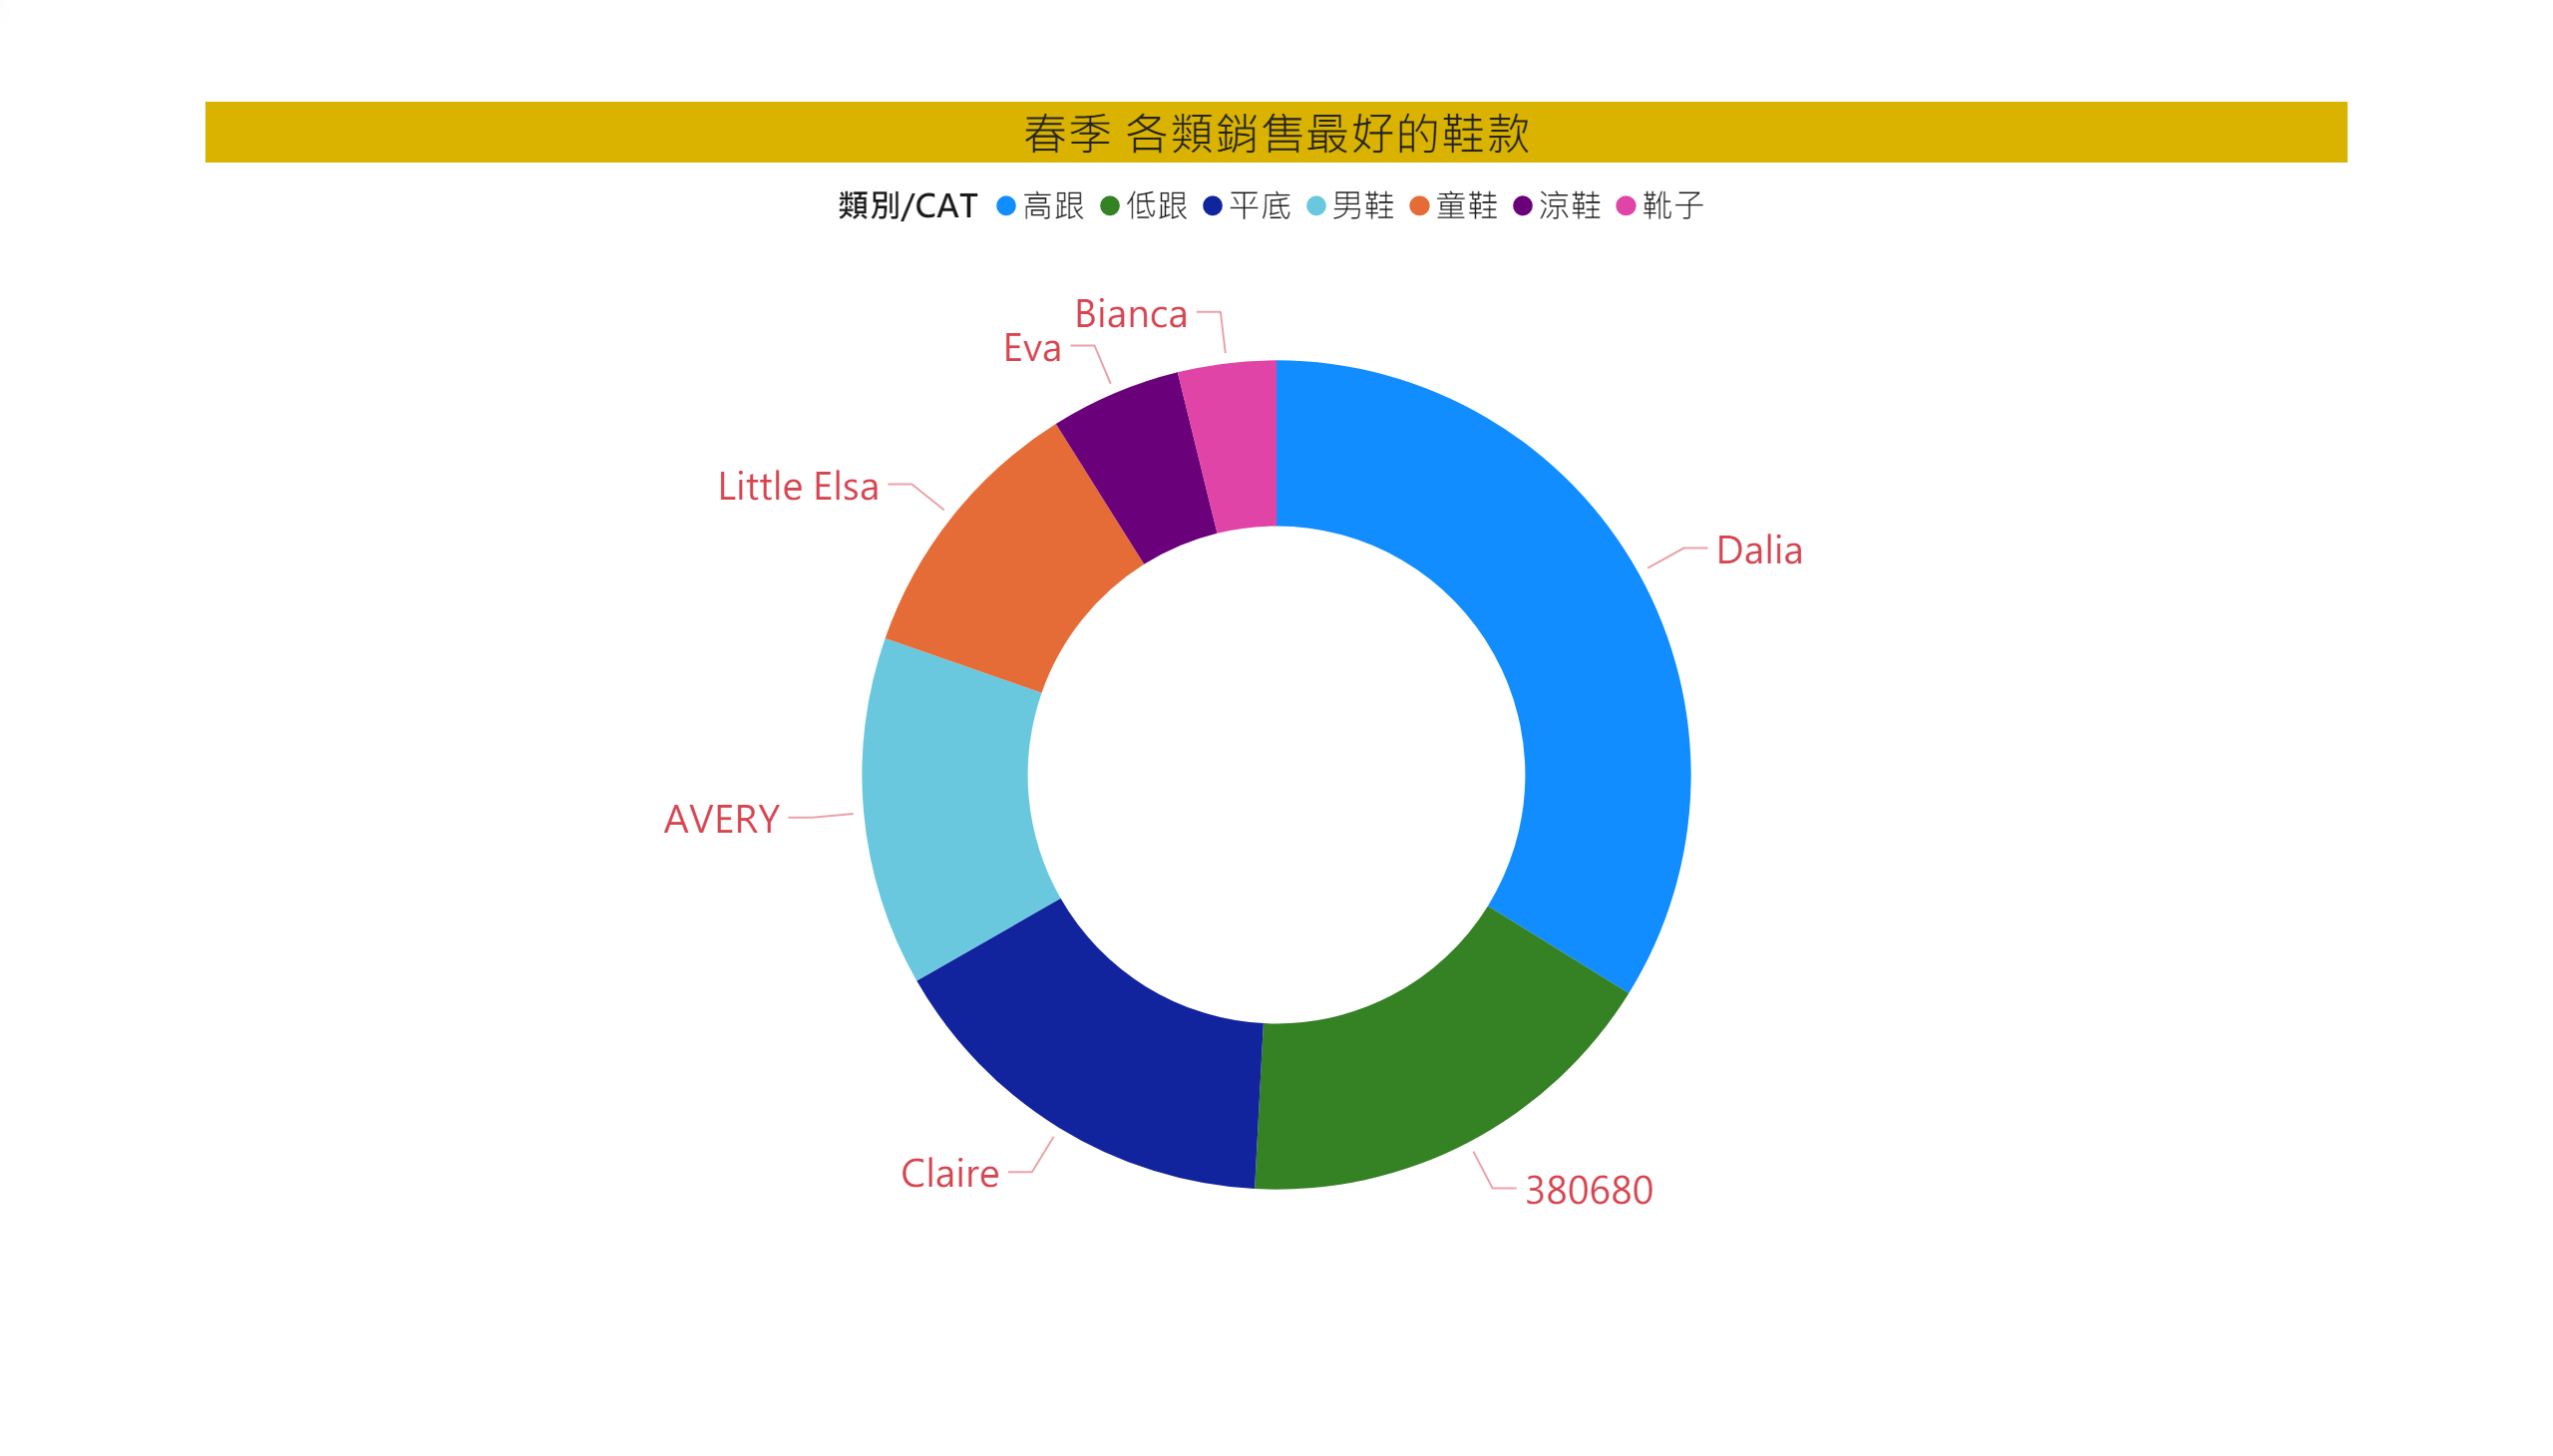 春季 各類銷售最好的鞋款
類別/CAT 高跟 低跟 平底 男鞋 童鞋 涼鞋 靴子
Bianca
Eva
Little Elsa
Dalia
AVERY
Claire
380680